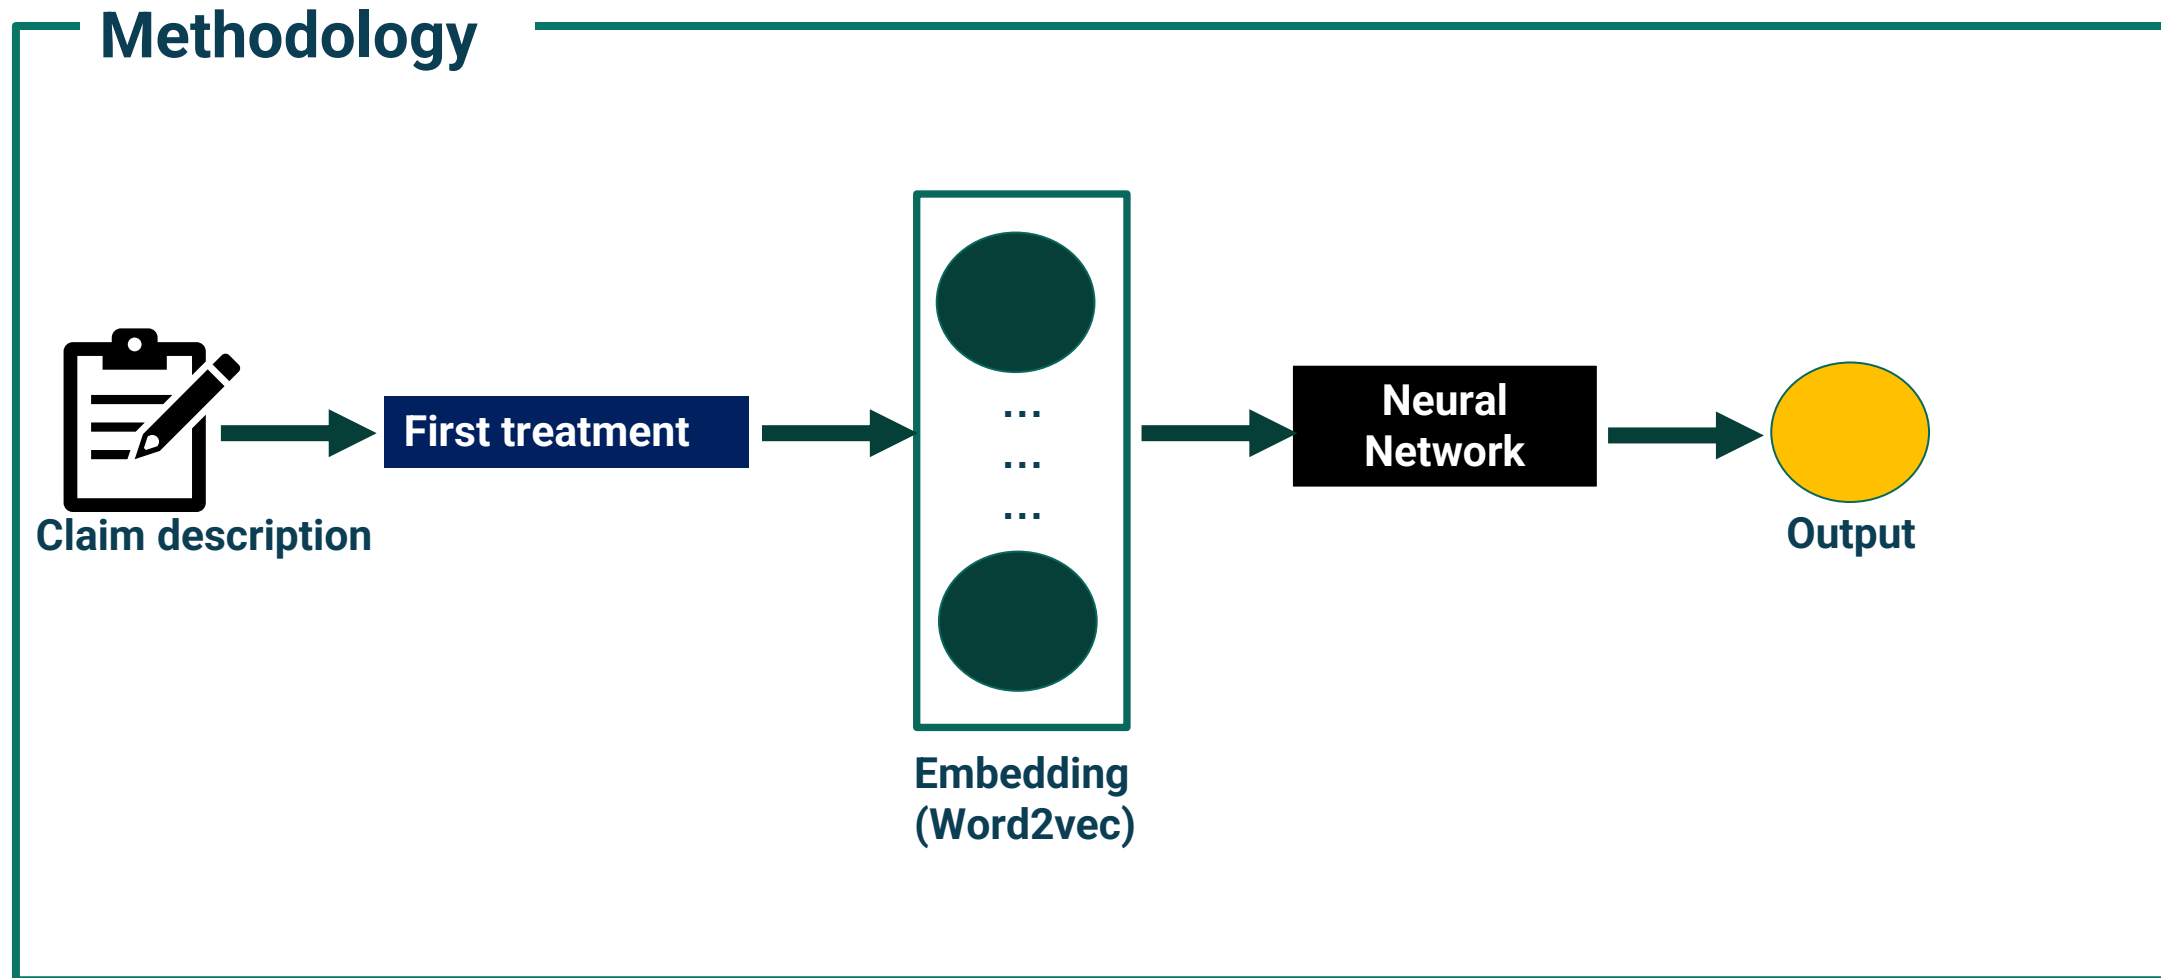 Methodology
Claim description
First treatment
...
...
...
Embedding
(Word2vec)
Neural
Network
Output